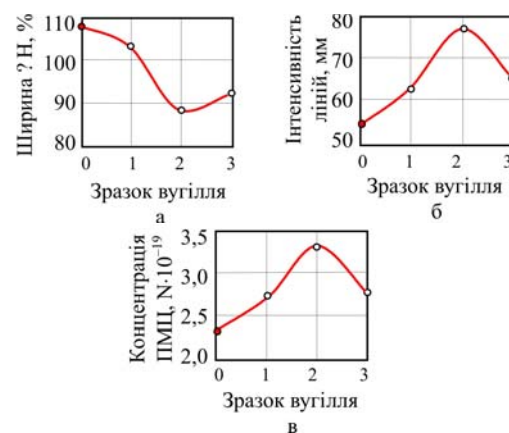 Ширина ? Н, %
110
100
90
80
0 1 2 3
Зразок вугілля
а
Інтенсивність
ліній, мм
80
70
60
50
0 1 2 3
Зразок вугілля
б
Концентрація
ПМЦ, N·10⁻¹⁹
3,5
3,0
2,5
2,0
0 1 2 3
Зразок вугілля
в